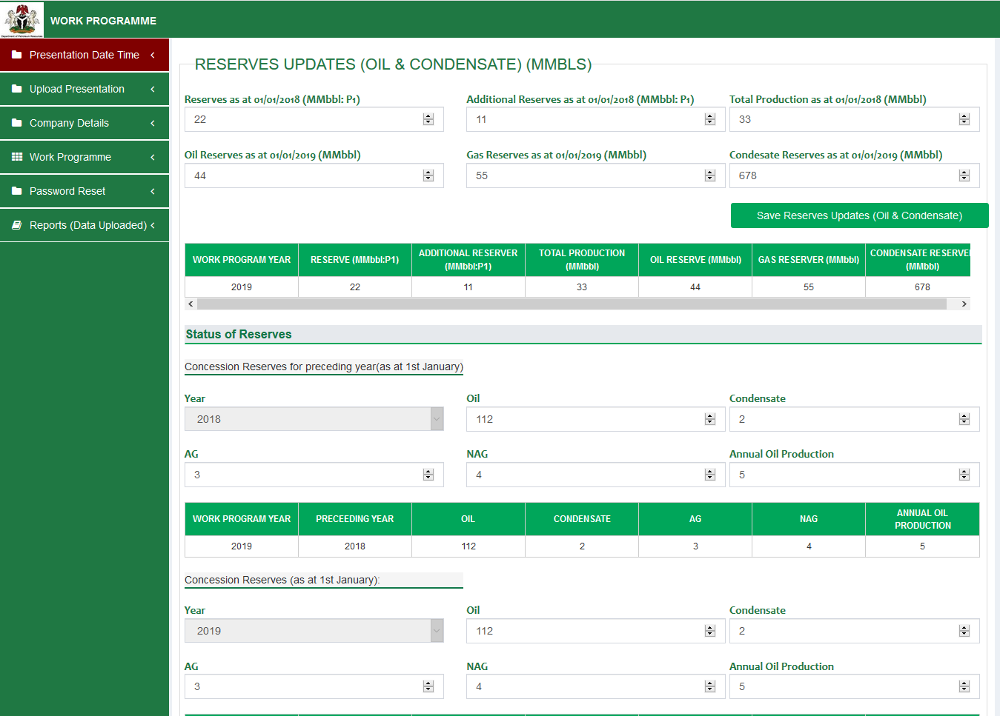 WORK PROGRAMME
Department of Petroleum Resources
Presentation Date Time
Upload Presentation
Company Details
Work Programme
Password Reset
Reports (Data Uploaded)
RESERVES UPDATES (OIL & CONDENSATE) (MMBLS)
Reserves as at 01/01/2018 (MMbbl: P1) Additional Reserves as at 01/01/2018 (MMbbl: P1) Total Production as at 01/01/2018 (MMbbl)
22 11 33
Oil Reserves as at 01/01/2019 (MMbbl) Gas Reserves as at 01/01/2019 (MMbbl) Condesate Reserves as at 01/01/2019 (MMbbl)
44 55 678
Save Reserves Updates (Oil & Condensate)
WORK PROGRAM YEAR RESERVE (MMbbl:P1) ADDITIONAL RESERVER (MMbbl:P1) TOTAL PRODUCTION (MMbbl) OIL RESERVE (MMbbl) GAS RESERVER (MMbbl) CONDENSATE RESERVE (MMbbl)
2019 22 11 33 44 55 678
Status of Reserves
Concession Reserves for preceding year(as at 1st January)
Year Oil Condensate
2018 112 2
AG NAG Annual Oil Production
3 4 5
WORK PROGRAM YEAR PRECEEDING YEAR OIL CONDENSATE AG NAG ANNUAL OIL PRODUCTION
2019 2018 112 2 3 4 5
Concession Reserves (as at 1st January):
Year Oil Condensate
2019 112 2
AG NAG Annual Oil Production
3 4 5